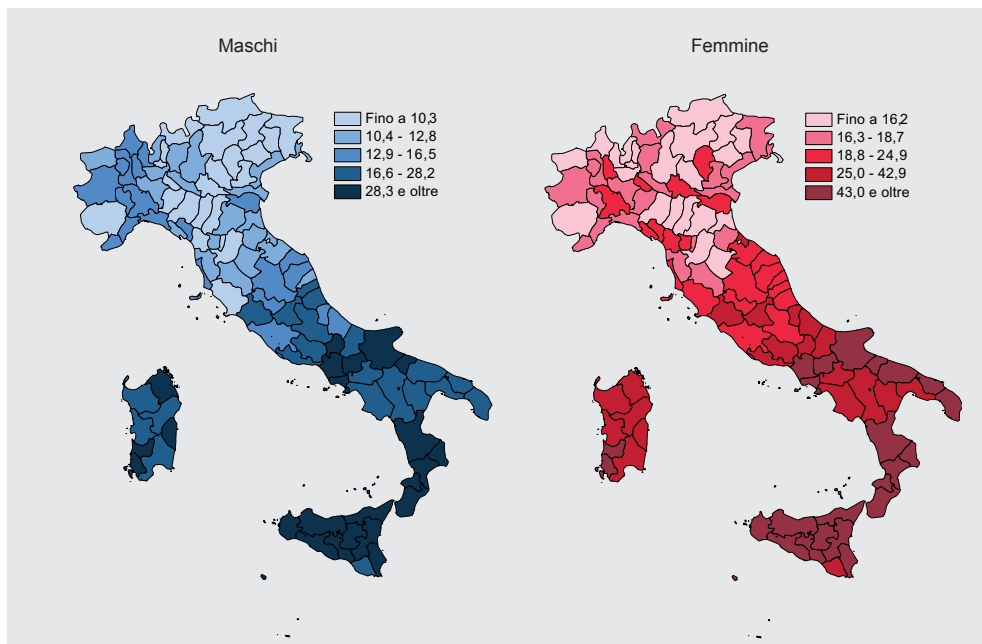 Maschi
Fino a 10,3
10,4 - 12,8
12,9 - 16,5
16,6 - 28,2
28,3 e oltre
Femmine
Fino a 16,2
16,3 - 18,7
18,8 - 24,9
25,0 - 42,9
43,0 e oltre